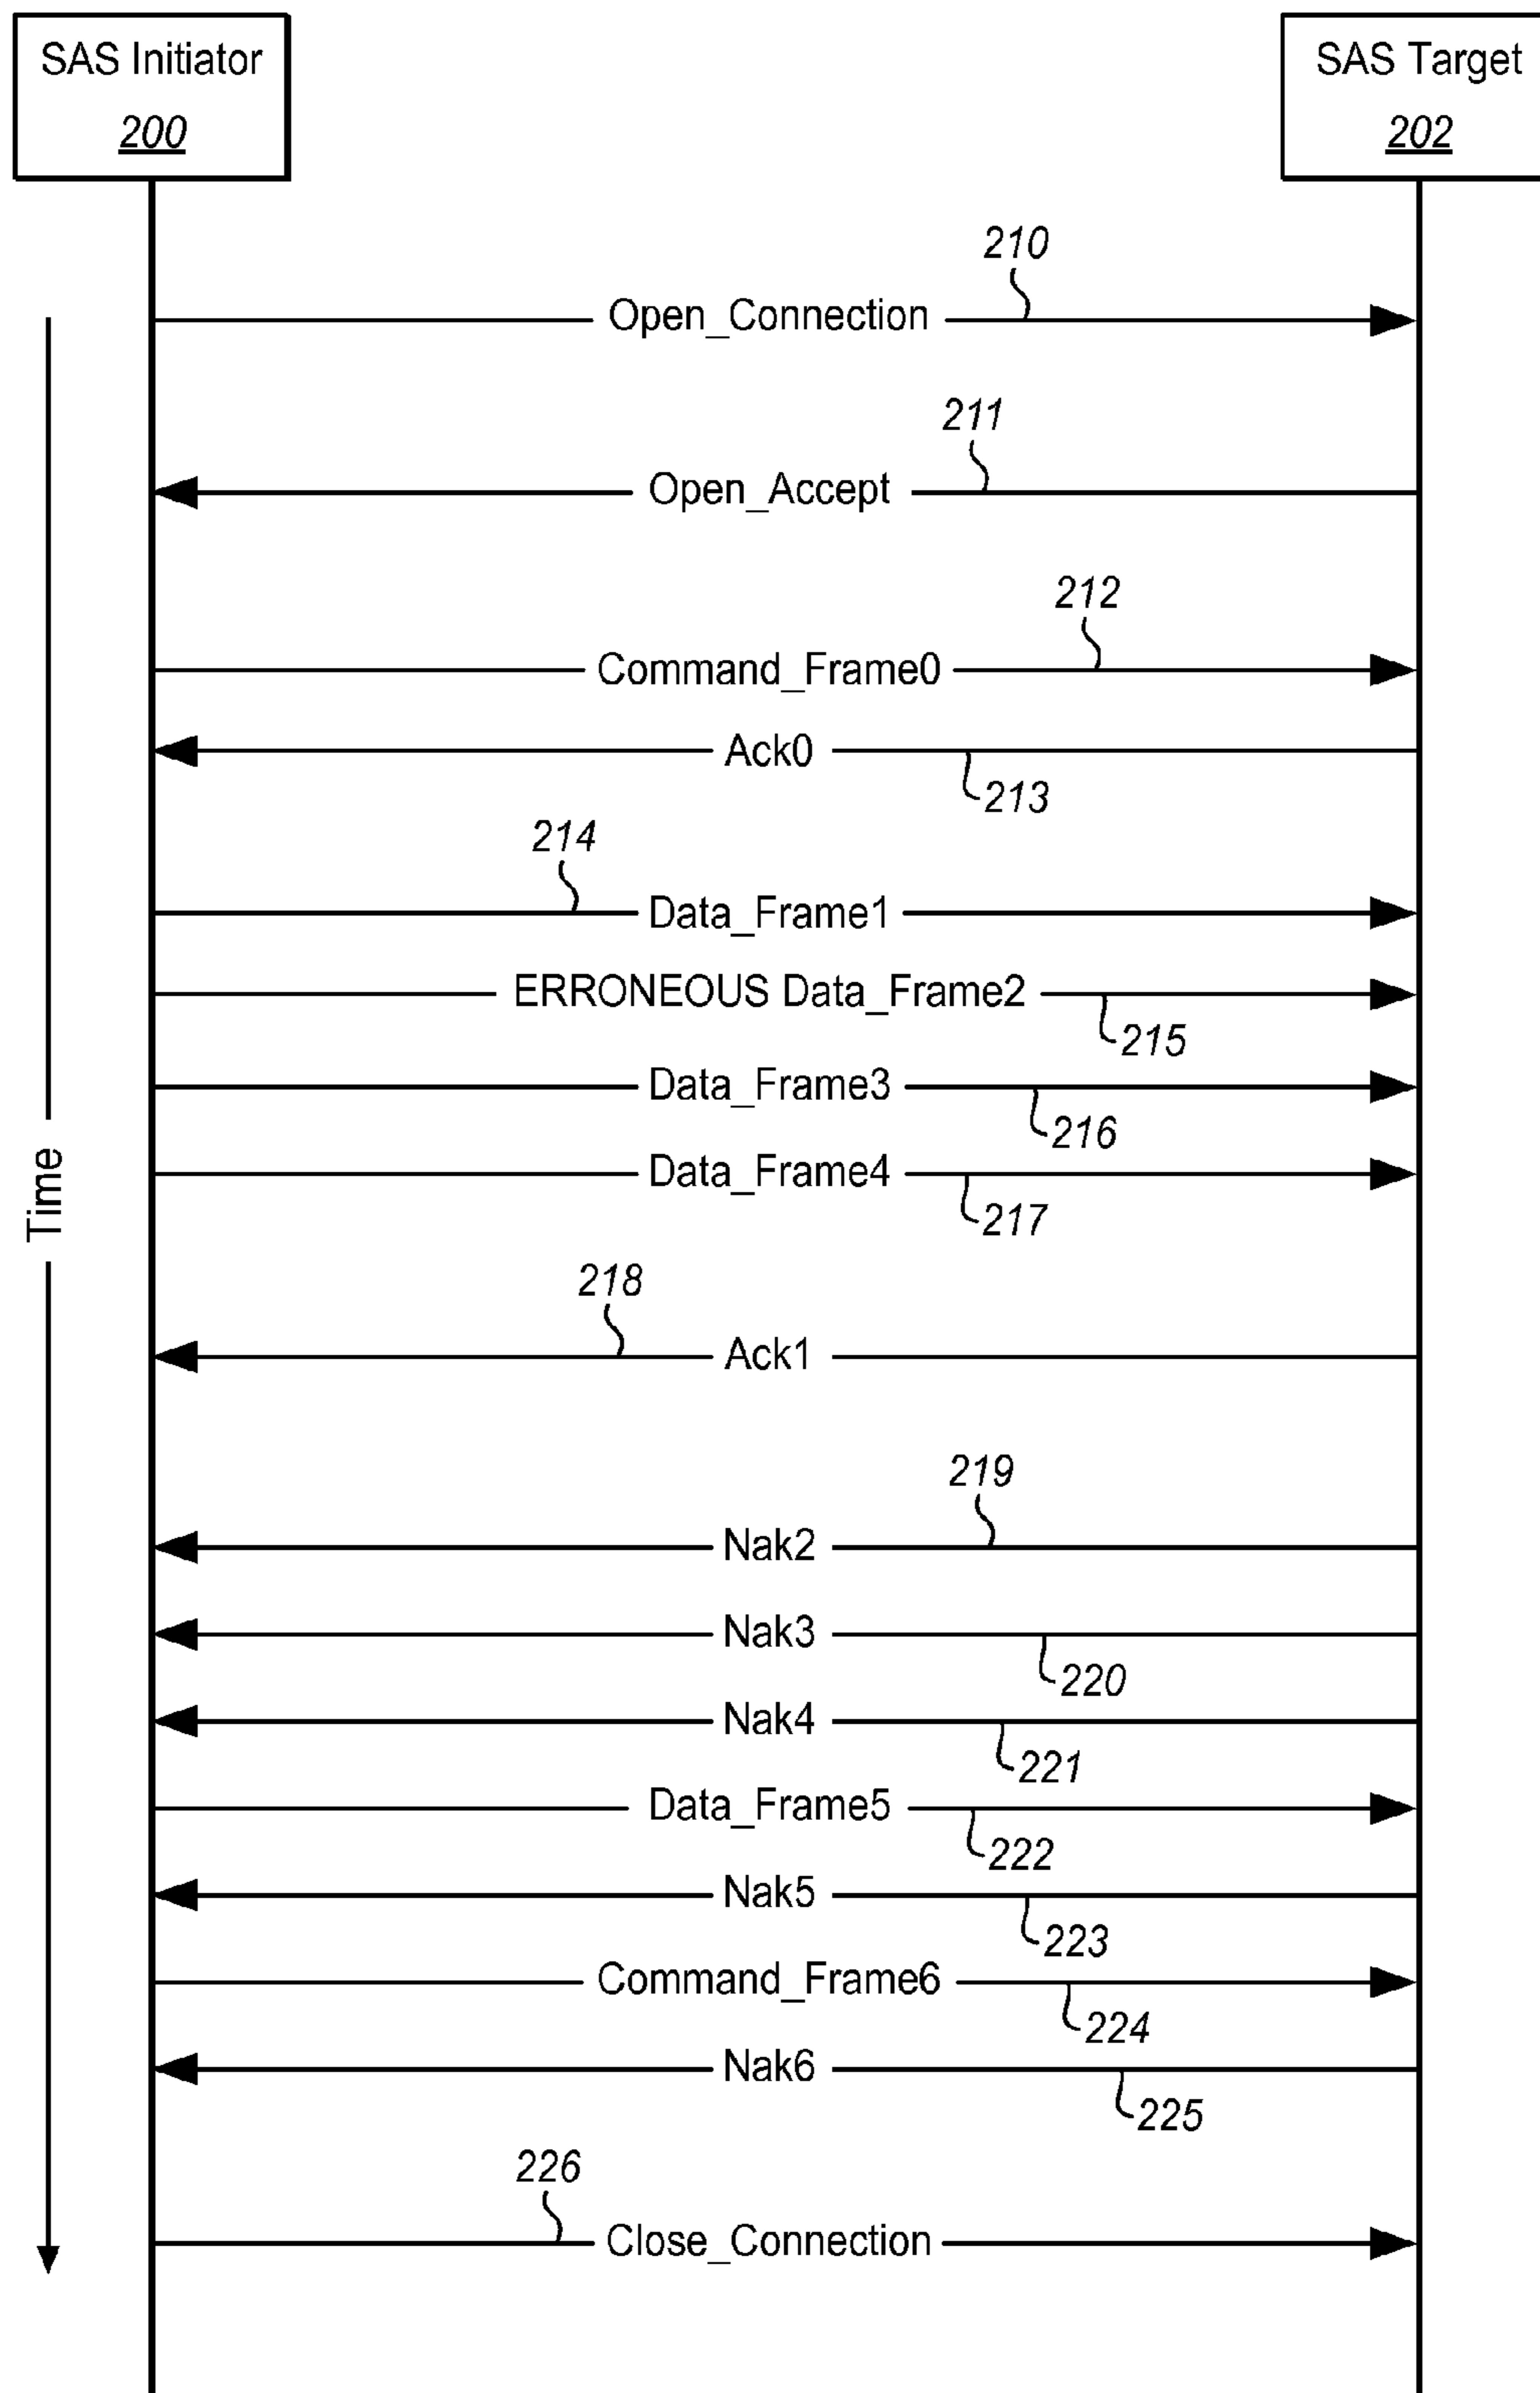 SAS Initiator
200
SAS Target
202
210
Open_Connection
211
Open_Accept
212
Command_Frame0
Ack0
213
214
Data_Frame1
ERRONEOUS Data_Frame2
215
Data_Frame3
216
Data_Frame4
217
Time
218
Ack1
219
Nak2
Nak3
220
Nak4
221
Data_Frame5
222
Nak5
223
Command_Frame6
224
Nak6
225
226
Close_Connection